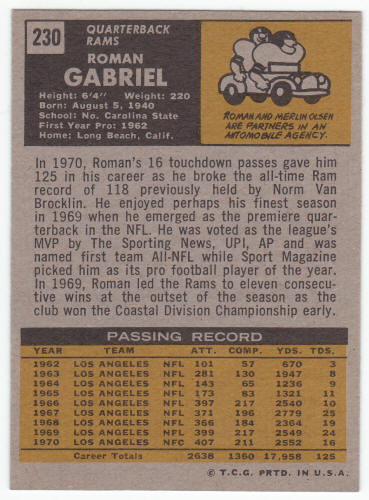 230
QUARTERBACK
RAMS
ROMAN
GABRIEL
Height: 6'4" Weight: 220
Born: August 5, 1940
School: No. Carolina State
First Year Pro: 1962
Home: Long Beach, Calif.
ROMAN AND MERLIN OLSEN
ARE PARTNERS IN AN
AUTOMOBILE AGENCY.
In 1970, Roman's 16 touchdown passes gave him
125 in his career as he broke the all-time Ram
record of 118 previously held by Norm Van
Brocklin. He enjoyed perhaps his finest season
in 1969 when he emerged as the premiere quar-
terback in the NFL. He was voted as the league's
MVP by The Sporting News, UPI, AP and was
named first team All-NFL while Sport Magazine
picked him as its pro football player of the year.
In 1969, Roman led the Rams to eleven consecu-
tive wins at the outset of the season as the
club won the Coastal Division Championship early.
PASSING RECORD
YEAR TEAM ATT. COMP. YDS. TDS.
1962 LOS ANGELES NFL 101 57 670 3
1963 LOS ANGELES NFL 281 130 1947 8
1964 LOS ANGELES NFL 143 65 1236 9
1965 LOS ANGELES NFL 173 83 1321 11
1966 LOS ANGELES NFL 397 217 2540 10
1967 LOS ANGELES NFL 371 196 2779 25
1968 LOS ANGELES NFL 366 184 2364 19
1969 LOS ANGELES NFL 399 217 2549 24
1970 LOS ANGELES NFC 407 211 2552 16
Career Totals 2638 1360 17,958 125
© T.C.G. PRTD. IN U.S.A.